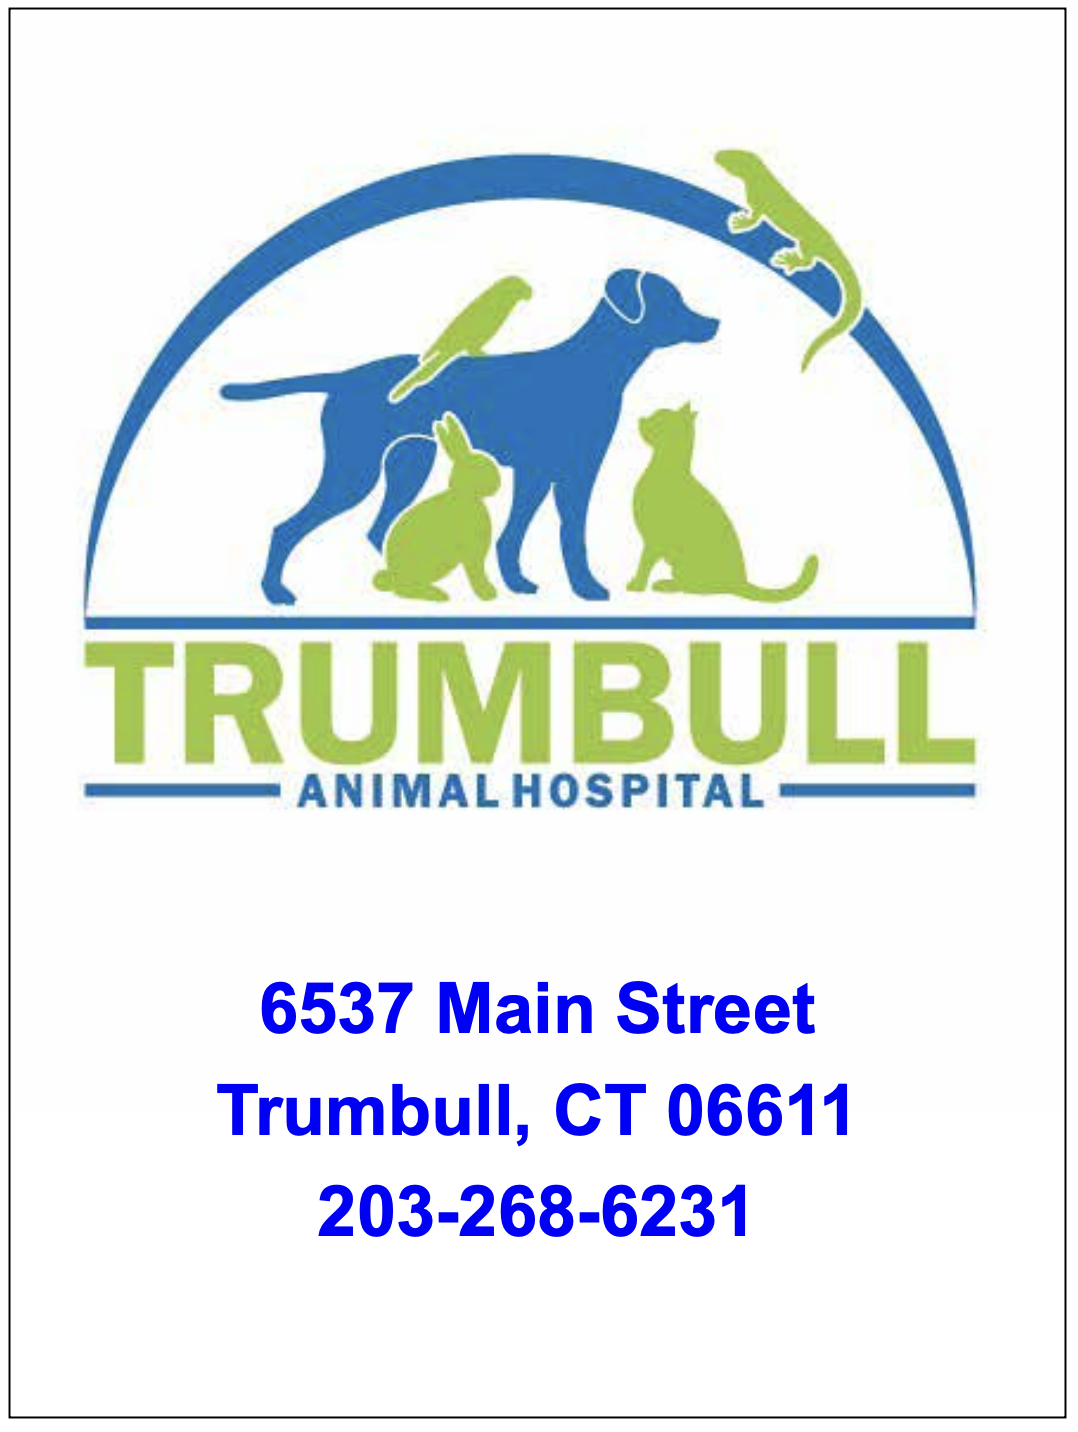 TRUMBULL
ANIMAL HOSPITAL
6537 Main Street
Trumbull, CT 06611
203-268-6231